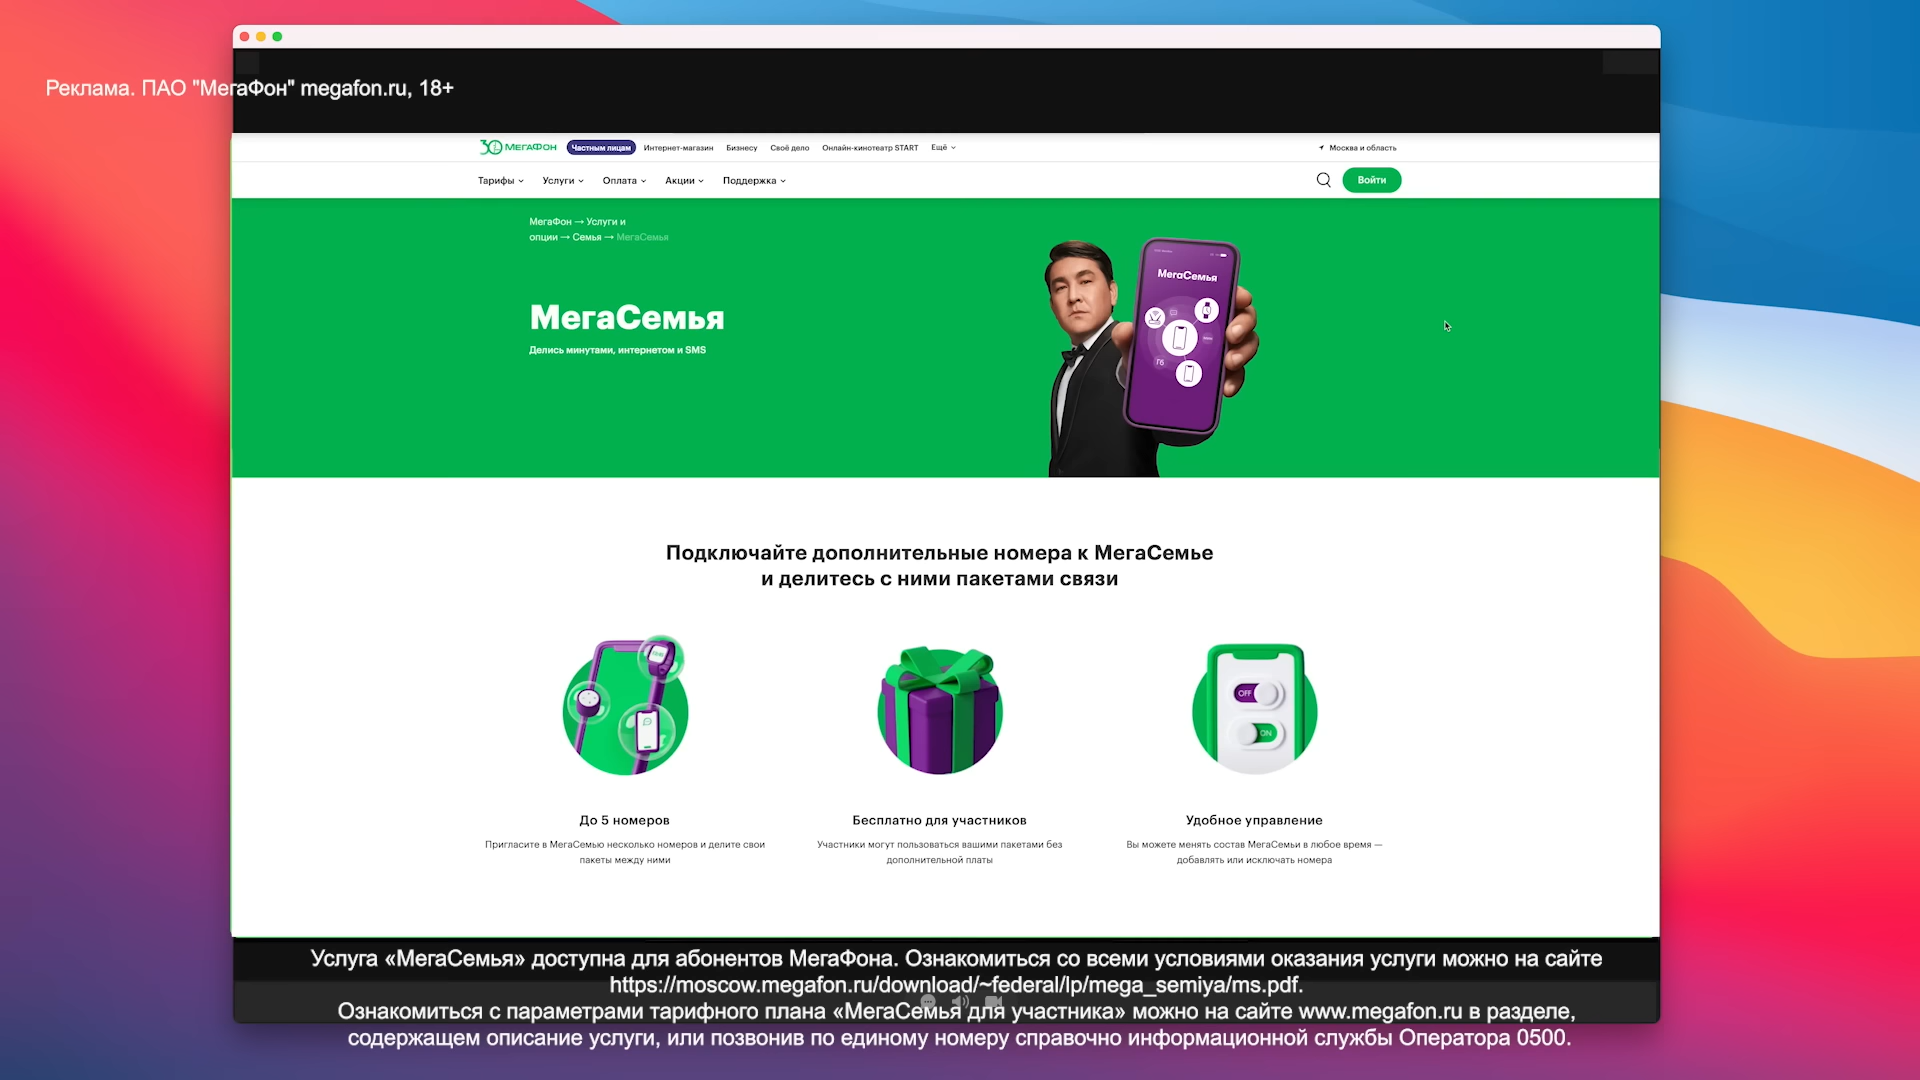 Реклама. ПАО "МегаФон" megafon.ru, 18+
30 МЕГАФОН Частным лицам Интернет-магазин Бизнесу Своё дело Онлайн-кинотеатр START Ещё Москва и область
Тарифы Услуги Оплата Акции Поддержка Войти
МегаФон → Услуги и
опции → Семья → МегаСемья
МегаСемья
Делись минутами, интернетом и SMS
МегаСемья
Гб
Подключайте дополнительные номера к МегаСемье
и делитесь с ними пакетами связи
OFF
ON
До 5 номеров
Пригласите в МегаСемью несколько номеров и делите свои
пакеты между ними
Бесплатно для участников
Участники могут пользоваться вашими пакетами без
дополнительной платы
Удобное управление
Вы можете менять состав МегаСемьи в любое время —
добавлять или исключать номера
Услуга «МегаСемья» доступна для абонентов МегаФона. Ознакомиться со всеми условиями оказания услуги можно на сайте
https://moscow.megafon.ru/download/~federal/lp/mega_semiya/ms.pdf.
Ознакомиться с параметрами тарифного плана «МегаСемья для участника» можно на сайте www.megafon.ru в разделе,
содержащем описание услуги, или позвонив по единому номеру справочно информационной службы Оператора 0500.